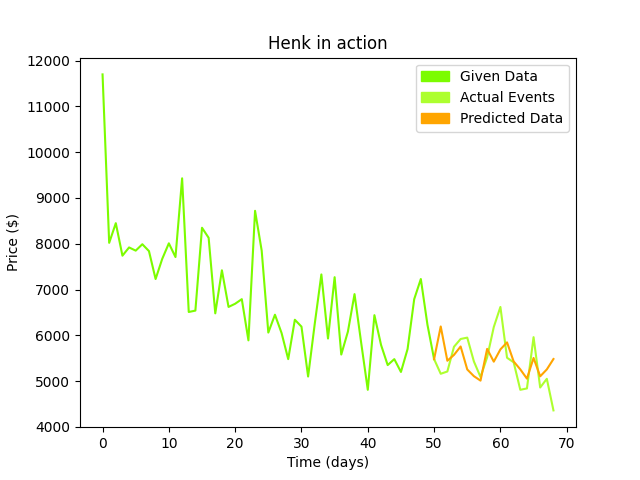 Henk in action
Given Data
Actual Events
Predicted Data
Price ($)
12000
11000
10000
9000
8000
7000
6000
5000
4000
0 10 20 30 40 50 60 70
Time (days)